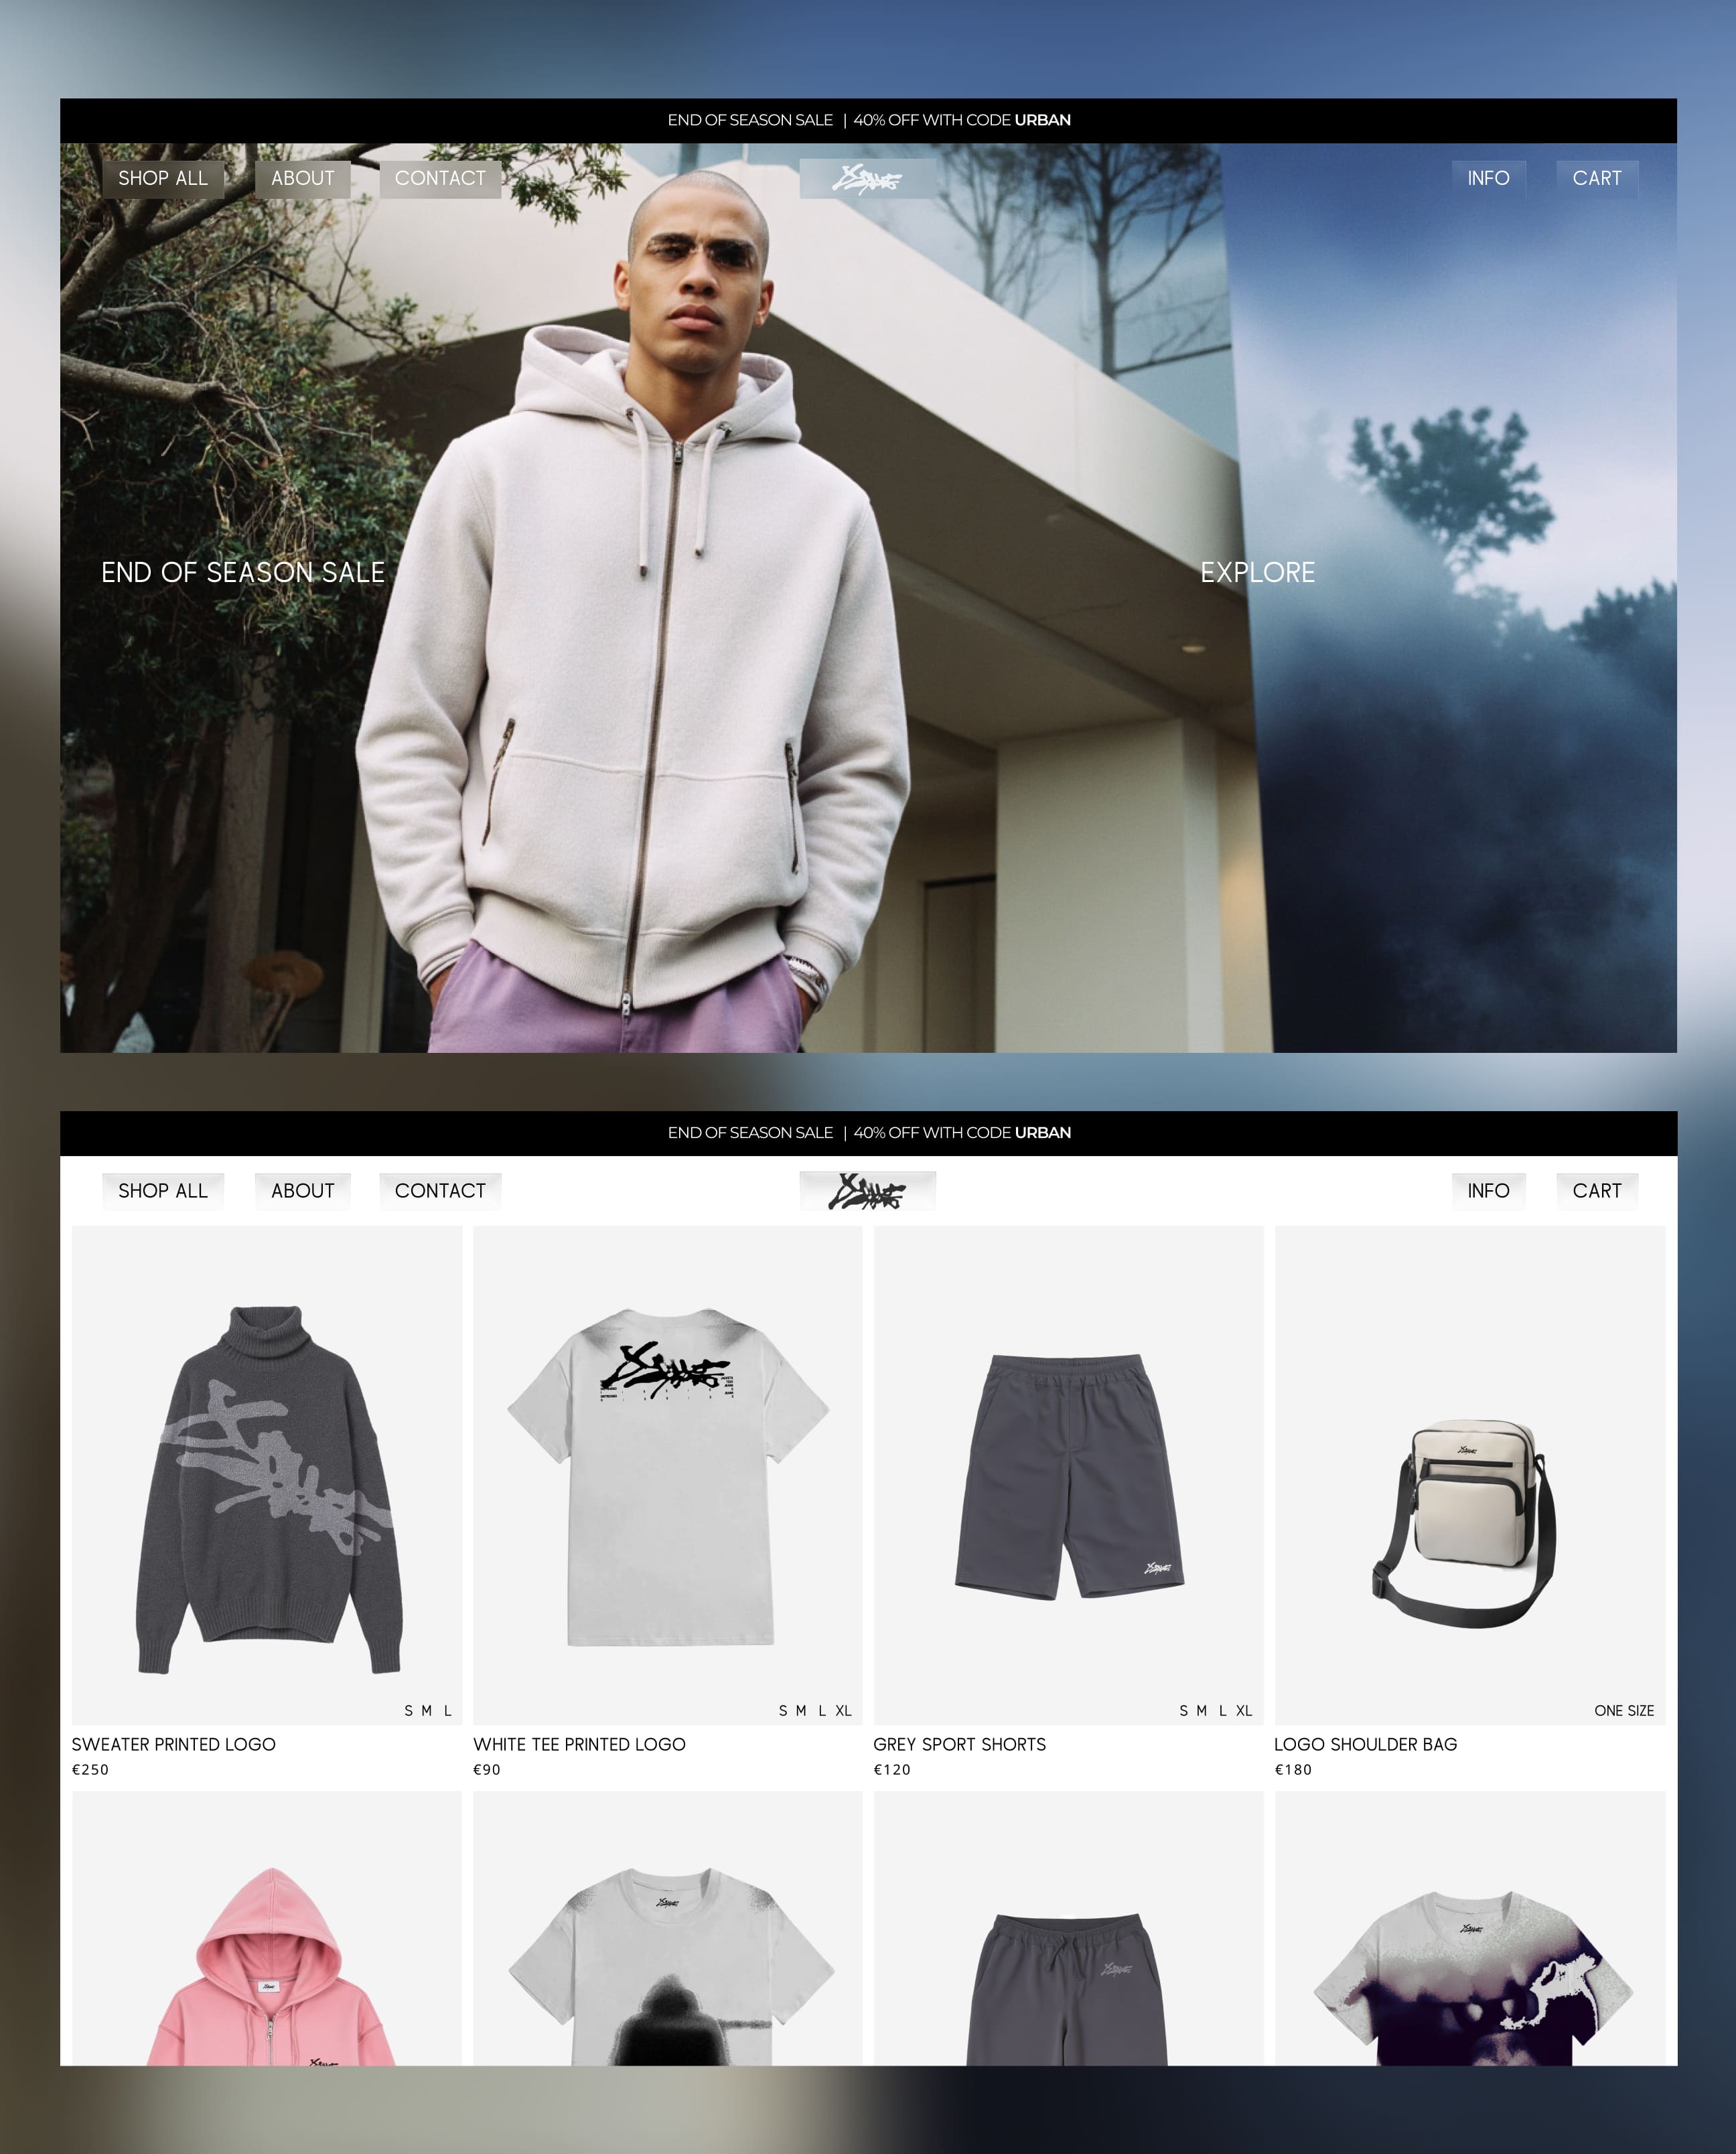 END OF SEASON SALE | 40% OFF WITH CODE URBAN
SHOP ALL ABOUT CONTACT INFO CART
END OF SEASON SALE EXPLORE
END OF SEASON SALE | 40% OFF WITH CODE URBAN
SHOP ALL ABOUT CONTACT INFO CART
S M L
S M L XL
S M L XL
ONE SIZE
SWEATER PRINTED LOGO
€250
WHITE TEE PRINTED LOGO
€90
GREY SPORT SHORTS
€120
LOGO SHOULDER BAG
€180